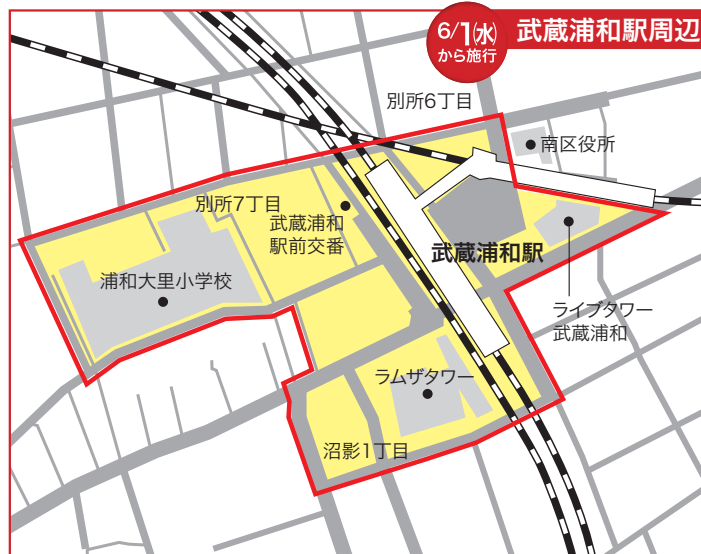 6/1(水)
から施行
武蔵浦和駅周辺
別所6丁目
南区役所
別所7丁目
武蔵浦和
駅前交番
武蔵浦和駅
浦和大里小学校
ライブタワー
武蔵浦和
ラムザタワー
沼影1丁目